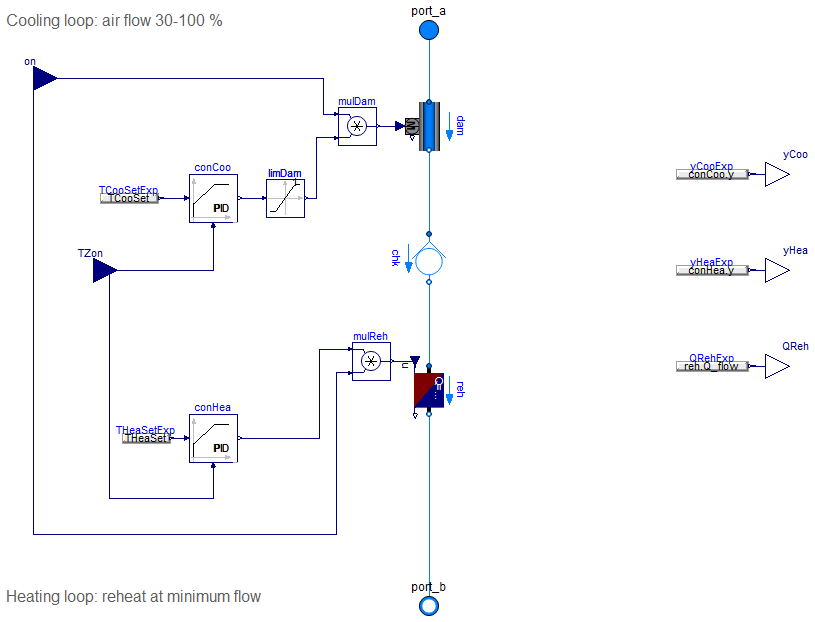 port_a
Cooling loop: air flow 30-100 %
on
mulDam
dam
yCoo
conCoo
limDam
yCooExp
conCoo.y
TCooSetExp
TCooSet
PID
TZon
chk
yHea
yHeaExp
conHea.y
mulReh
QReh
u
QRehExp
reh.Q_flow
reh
conHea
THeaSetExp
THeaSet
PID
port_b
Heating loop: reheat at minimum flow